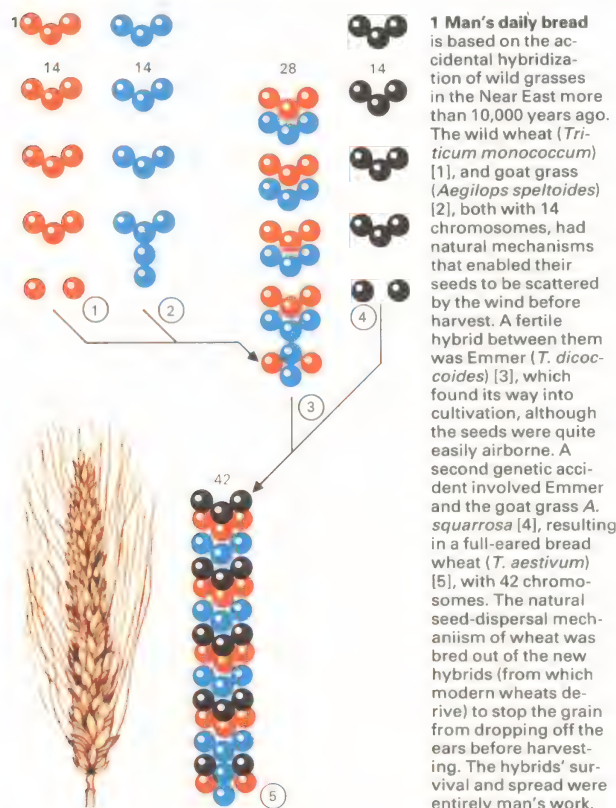 1
14 14 28 14
1 2 4
3
42
5
1 Man's daily bread
is based on the ac-
cidental hybridiza-
tion of wild grasses
in the Near East more
than 10,000 years ago.
The wild wheat (Tri-
ticum monococcum)
[1], and goat grass
(Aegilops speltoides)
[2], both with 14
chromosomes, had
natural mechanisms
that enabled their
seeds to be scattered
by the wind before
harvest. A fertile
hybrid between them
was Emmer (T. dicoc-
coides) [3], which
found its way into
cultivation, although
the seeds were quite
easily airborne. A
second genetic acci-
dent involved Emmer
and the goat grass A.
squarrosa [4], resulting
in a full-eared bread
wheat (T. aestivum)
[5], with 42 chromo-
somes. The natural
seed-dispersal mech-
aniism of wheat was
bred out of the new
hybrids (from which
modern wheats de-
rive) to stop the grain
from dropping off the
ears before harvest-
ing. The hybrids' sur-
vival and spread were
entirely man's work.